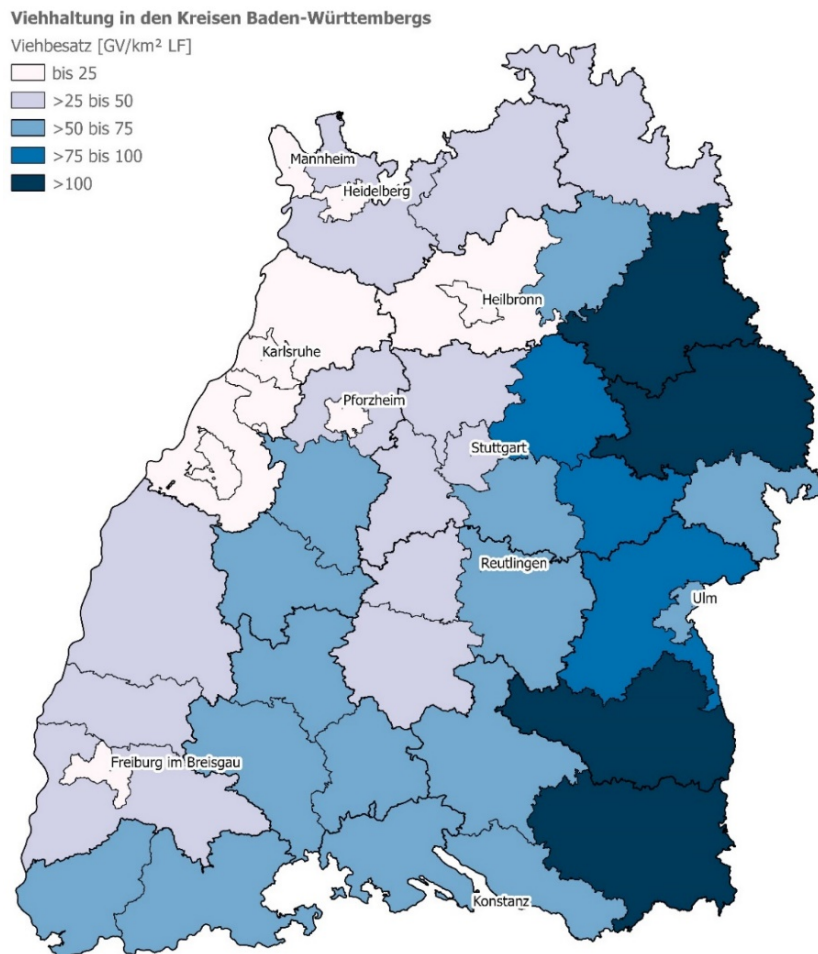 Viehhaltung in den Kreisen Baden-Württembergs
Viehbesatz [GV/km² LF]
bis 25
>25 bis 50
>50 bis 75
>75 bis 100
>100
Mannheim
Heidelberg
Heilbronn
Karlsruhe
Pforzheim
Stuttgart
Reutlingen
Ulm
Freiburg im Breisgau
Konstanz